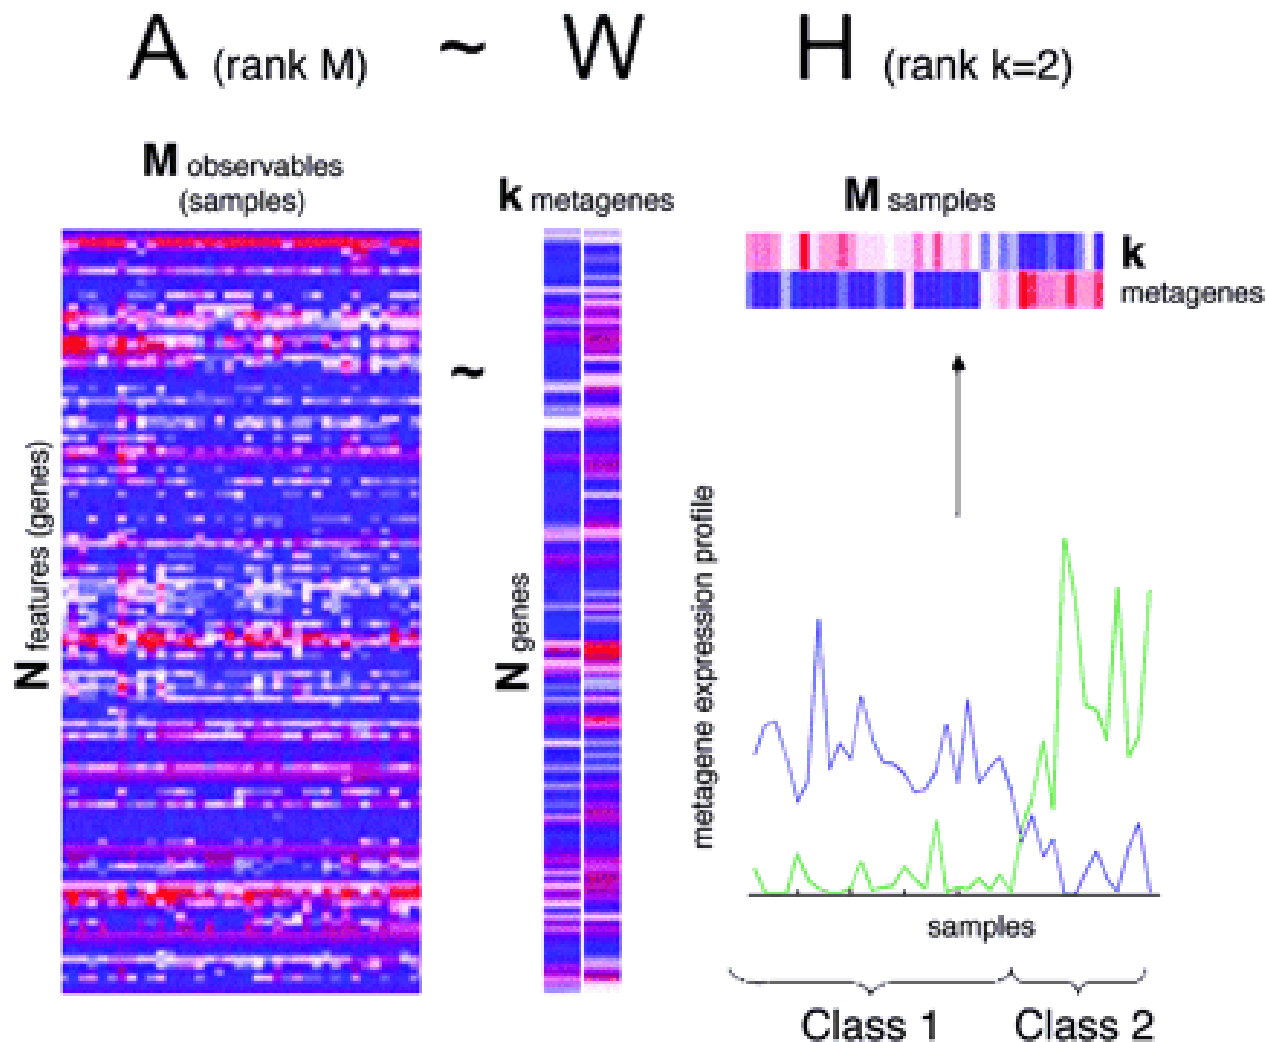 A (rank M) ~ W H (rank k=2)
M observables
(samples)
k metagenes
M samples
k
metagenes
~
N features (genes)
N genes
metagene expression profile
samples
Class 1 Class 2